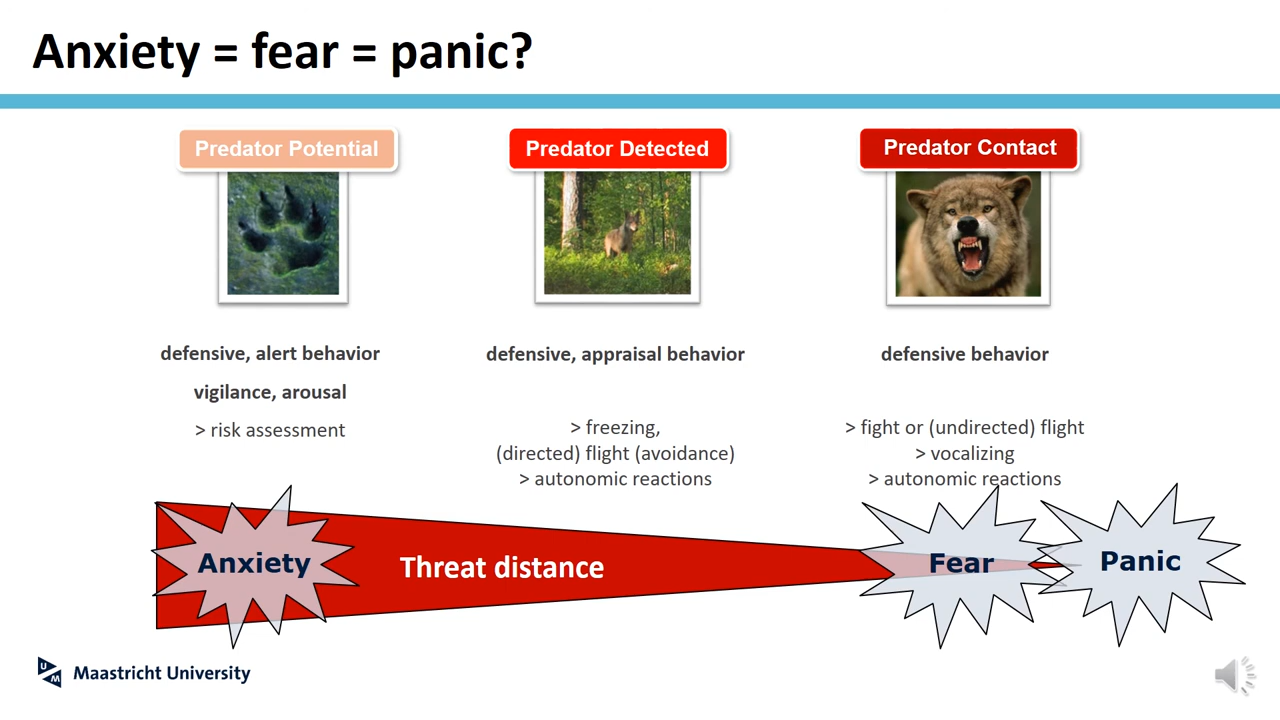 Anxiety = fear = panic?
Predator Potential
defensive, alert behavior
vigilance, arousal
> risk assessment
Predator Detected
defensive, appraisal behavior
> freezing,
(directed) flight (avoidance)
> autonomic reactions
Predator Contact
defensive behavior
> fight or (undirected) flight
> vocalizing
> autonomic reactions
Anxiety
Threat distance
Fear
Panic
UM
Maastricht University